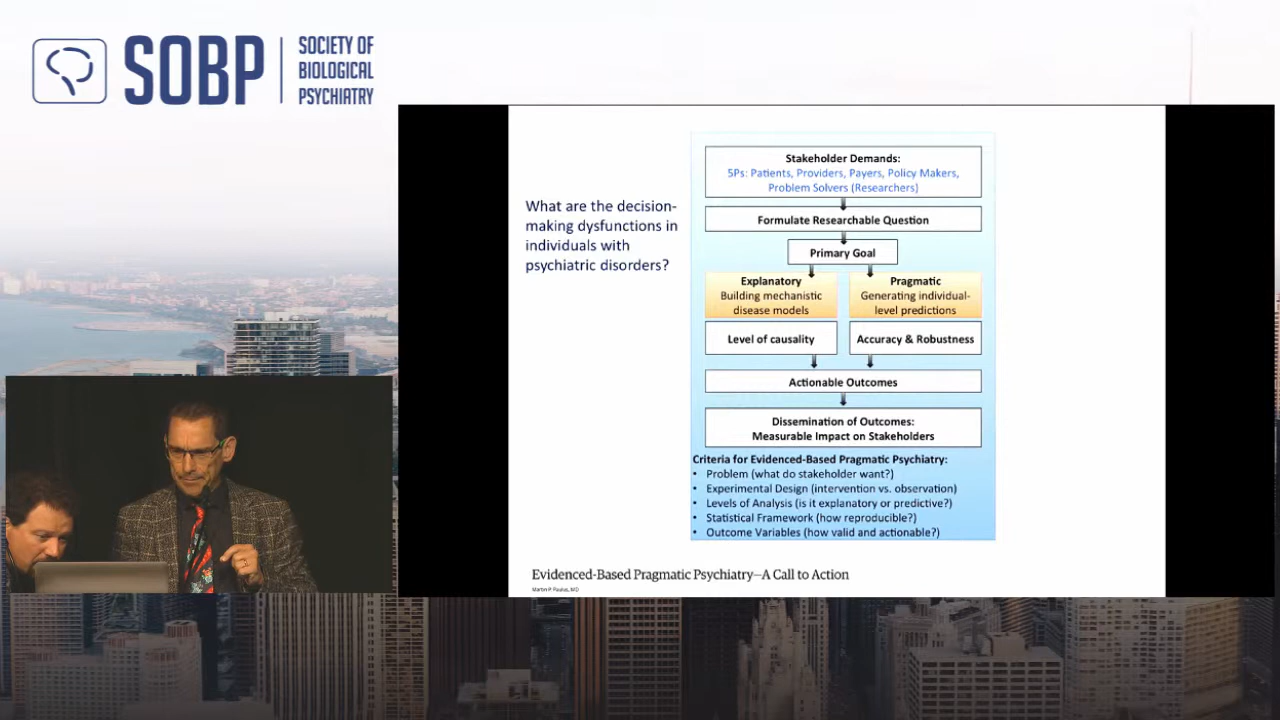 SOBP
SOCIETY OF
BIOLOGICAL
PSYCHIATRY
What are the decision-
making dysfunctions in
individuals with
psychiatric disorders?
Stakeholder Demands:
5Ps: Patients, Providers, Payers, Policy Makers,
Problem Solvers (Researchers)
Formulate Researchable Question
Primary Goal
Explanatory
Building mechanistic
disease models
Pragmatic
Generating individual-
level predictions
Level of causality
Accuracy & Robustness
Actionable Outcomes
Dissemination of Outcomes:
Measurable Impact on Stakeholders
Criteria for Evidenced-Based Pragmatic Psychiatry:
• Problem (what do stakeholder want?)
• Experimental Design (intervention vs. observation)
• Levels of Analysis (is it explanatory or predictive?)
• Statistical Framework (how reproducible?)
• Outcome Variables (how valid and actionable?)
Evidenced-Based Pragmatic Psychiatry—A Call to Action
Martin P. Paulus, MD